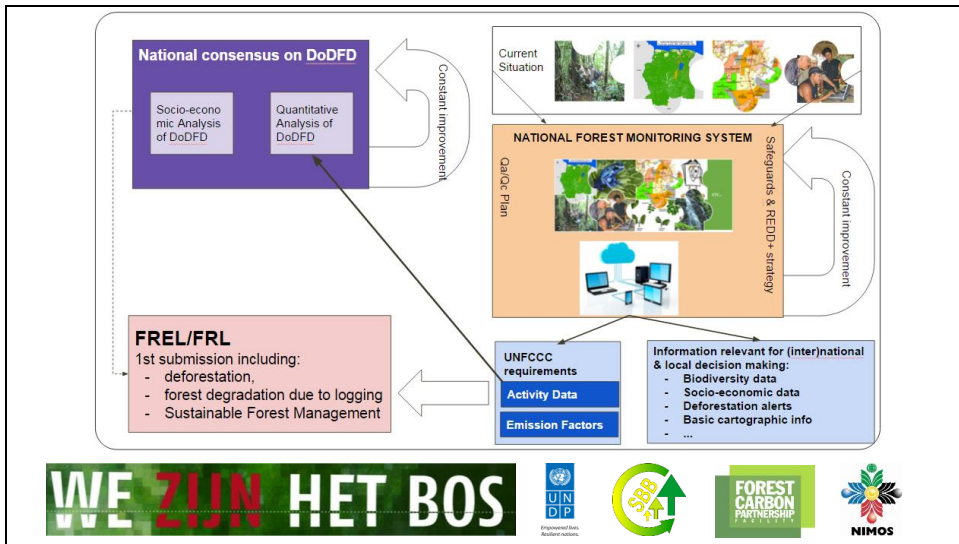 National consensus on DoDFD
Socio-econo
mic Analysis
of DoDFD
Quantitative
Analysis of
DoDFD
Constant improvement
Current
Situation
NATIONAL FOREST MONITORING SYSTEM
Qa/Qc Plan
Safeguards & REDD+ strategy
Constant improvement
FREL/FRL
1st submission including:
- deforestation,
- forest degradation due to logging
- Sustainable Forest Management
UNFCCC
requirements
Activity Data
Emission Factors
Information relevant for (inter)national
& local decision making:
- Biodiversity data
- Socio-economic data
- Deforestation alerts
- Basic cartographic info
- ...
WE ZIJN HET BOS
U N
D P
Empowered lives.
Resilient nations.
SBB
FOREST
CARBON
PARTNERSHIP
FACILITY
NIMOS